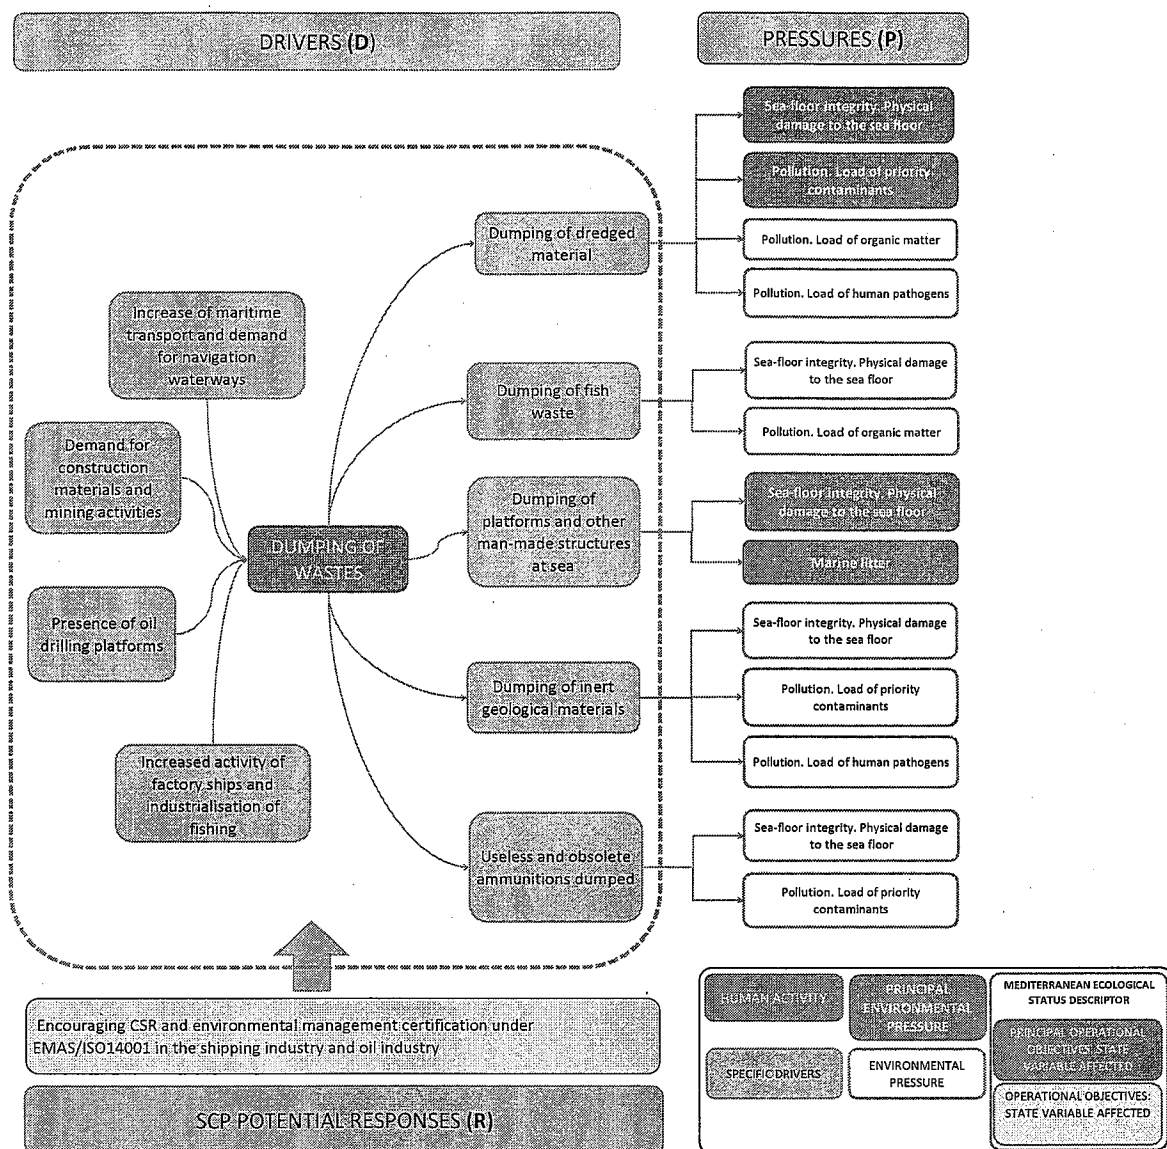 DRIVERS (D)
PRESSURES (P)
Increase of maritime
transport and demand
for navigation
waterways
Demand for
construction
materials and
mining activities
Presence of oil
drilling platforms
Increased activity of
factory ships and
industrialisation of
fishing
DUMPING OF
WASTES
Dumping of dredged
material
Dumping of fish
waste
Dumping of
platforms and other
man-made structures
at sea
Dumping of inert
geological materials
Useless and obsolete
ammunitions dumped
Sea-floor integrity. Physical
damage to the sea floor
Pollution. Load of priority
contaminants
Pollution. Load of organic matter
Pollution. Load of human pathogens
Sea-floor integrity. Physical damage
to the sea floor
Pollution. Load of organic matter
Sea-floor integrity. Physical
damage to the sea floor
Marine litter
Sea-floor integrity. Physical damage
to the sea floor
Pollution. Load of priority
contaminants
Pollution. Load of human pathogens
Sea-floor integrity. Physical damage
to the sea floor
Pollution. Load of priority
contaminants
Encouraging CSR and environmental management certification under
EMAS/ISO14001 in the shipping industry and oil industry
SCP POTENTIAL RESPONSES (R)
HUMAN ACTIVITY
PRINCIPAL
ENVIRONMENTAL
PRESSURE
SPECIFIC DRIVERS
ENVIRONMENTAL
PRESSURE
MEDITERRANEAN ECOLOGICAL
STATUS DESCRIPTOR
PRINCIPAL OPERATIONAL
OBJECTIVES: STATE
VARIABLE AFFECTED
OPERATIONAL OBJECTIVES:
STATE VARIABLE AFFECTED